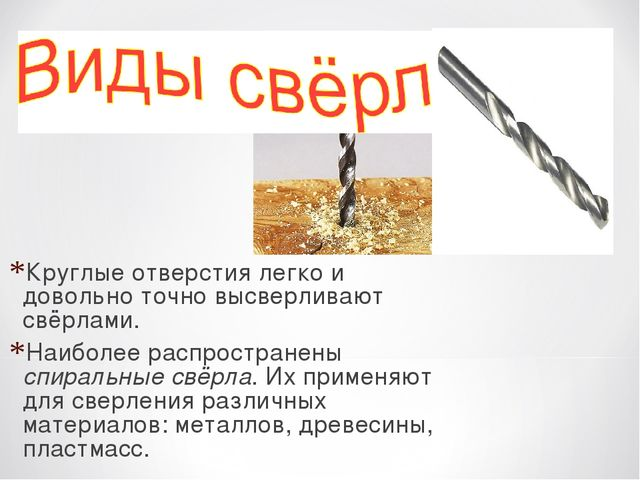 Виды свёрл
*Круглые отверстия легко и
довольно точно высверливают
свёрлами.
*Наиболее распространены
спиральные свёрла. Их применяют
для сверления различных
материалов: металлов, древесины,
пластмасс.